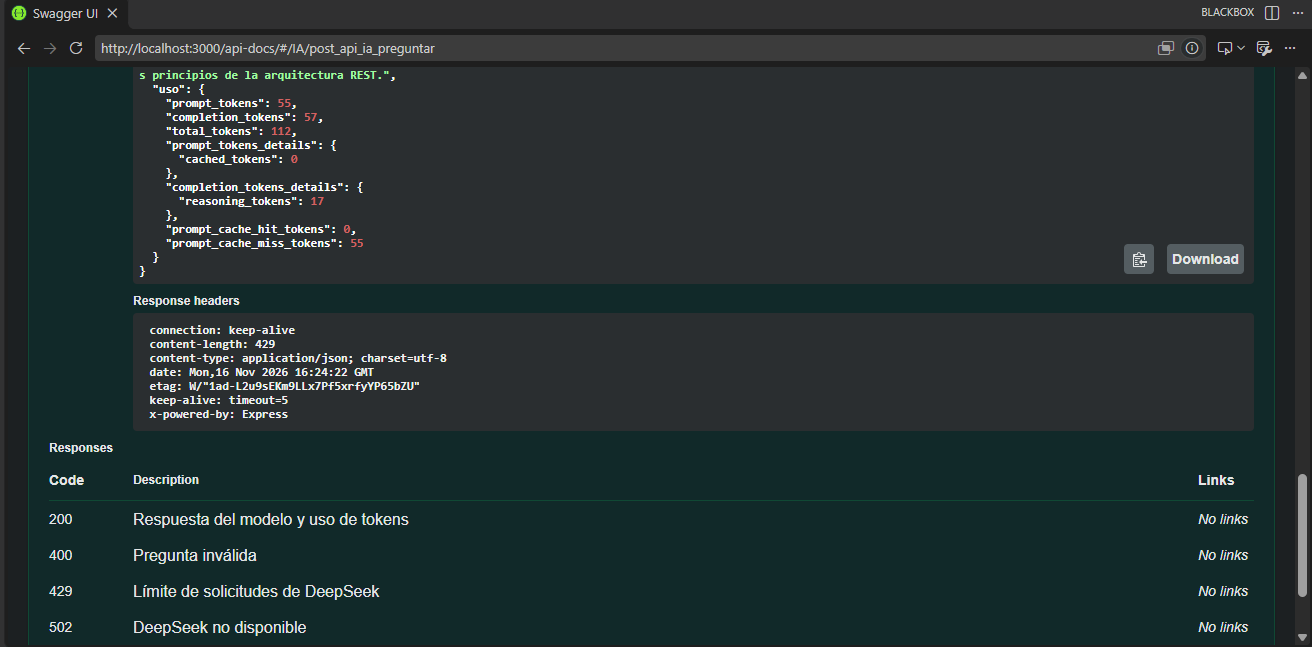 Swagger UI
BLACKBOX
http://localhost:3000/api-docs/#/IA/post_api_ia_preguntar
s principios de la arquitectura REST.",
"uso": {
"prompt_tokens": 55,
"completion_tokens": 57,
"total_tokens": 112,
"prompt_tokens_details": {
"cached_tokens": 0
},
"completion_tokens_details": {
"reasoning_tokens": 17
},
"prompt_cache_hit_tokens": 0,
"prompt_cache_miss_tokens": 55
}
}
Download
Response headers
connection: keep-alive
content-length: 429
content-type: application/json; charset=utf-8
date: Mon,16 Nov 2026 16:24:22 GMT
etag: W/"1ad-L2u9sEKm9LLx7Pf5xrfyYP65bZU"
keep-alive: timeout=5
x-powered-by: Express
Responses
Code Description Links
200 Respuesta del modelo y uso de tokens No links
400 Pregunta inválida No links
429 Límite de solicitudes de DeepSeek No links
502 DeepSeek no disponible No links